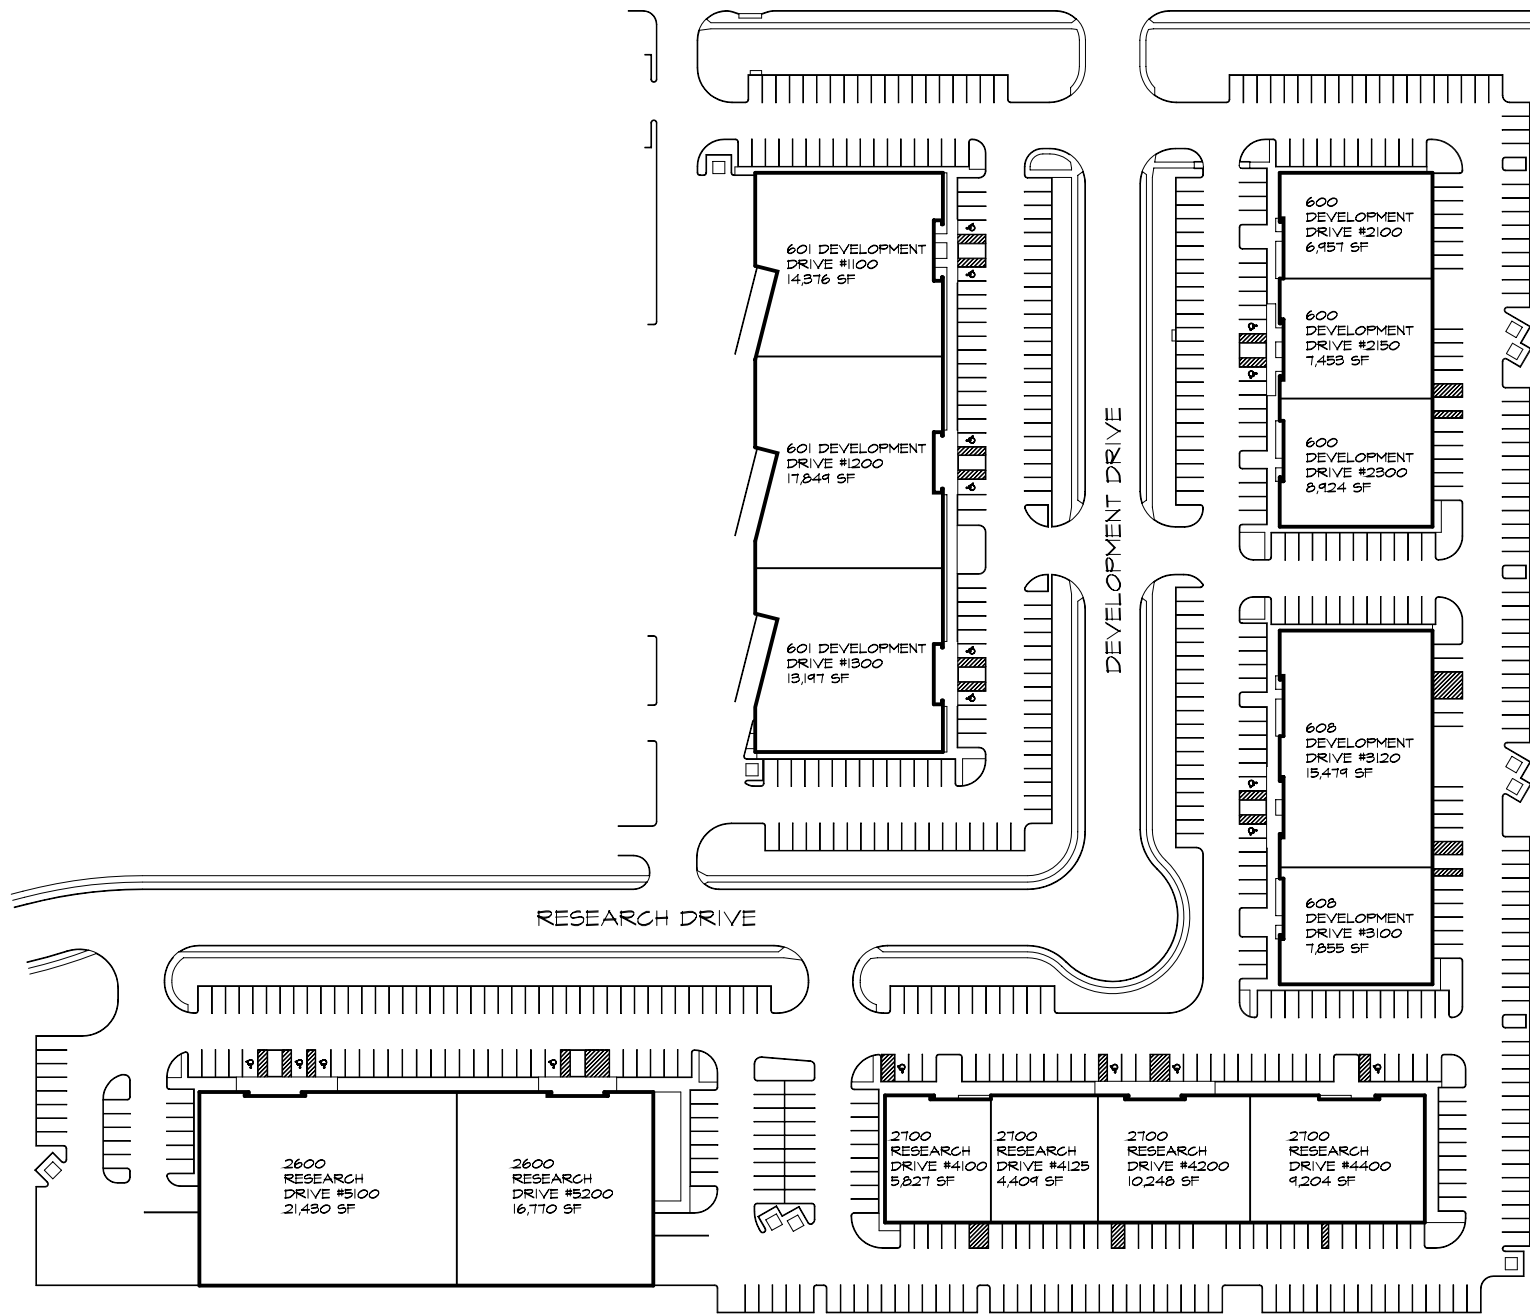 600
DEVELOPMENT
DRIVE #2100
6,957 SF
601 DEVELOPMENT
DRIVE #1100
14,376 SF
600
DEVELOPMENT
DRIVE #2150
7,453 SF
601 DEVELOPMENT
DRIVE #1200
17,849 SF
600
DEVELOPMENT
DRIVE #2300
8,924 SF
DEVELOPMENT DRIVE
601 DEVELOPMENT
DRIVE #1300
13,197 SF
608
DEVELOPMENT
DRIVE #3120
15,479 SF
608
DEVELOPMENT
DRIVE #3100
7,855 SF
RESEARCH DRIVE
2600
RESEARCH
DRIVE #5100
21,430 SF
2600
RESEARCH
DRIVE #5200
16,770 SF
2700
RESEARCH
DRIVE #4100
5,827 SF
2700
RESEARCH
DRIVE #4125
4,409 SF
2700
RESEARCH
DRIVE #4200
10,248 SF
2700
RESEARCH
DRIVE #4400
9,204 SF